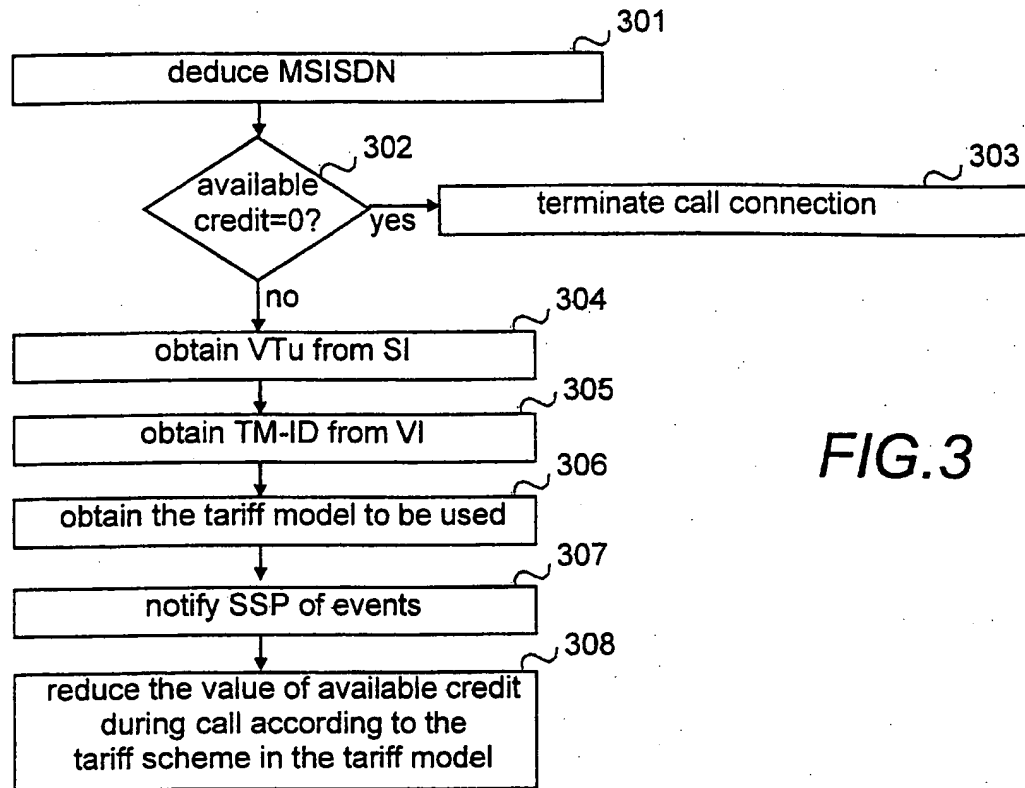 301
deduce MSISDN
302
303
available
credit=0?
yes
terminate call connection
no
304
obtain VTu from SI
305
obtain TM-ID from VI
306
obtain the tariff model to be used
FIG.3
307
notify SSP of events
308
reduce the value of available credit
during call according to the
tariff scheme in the tariff model